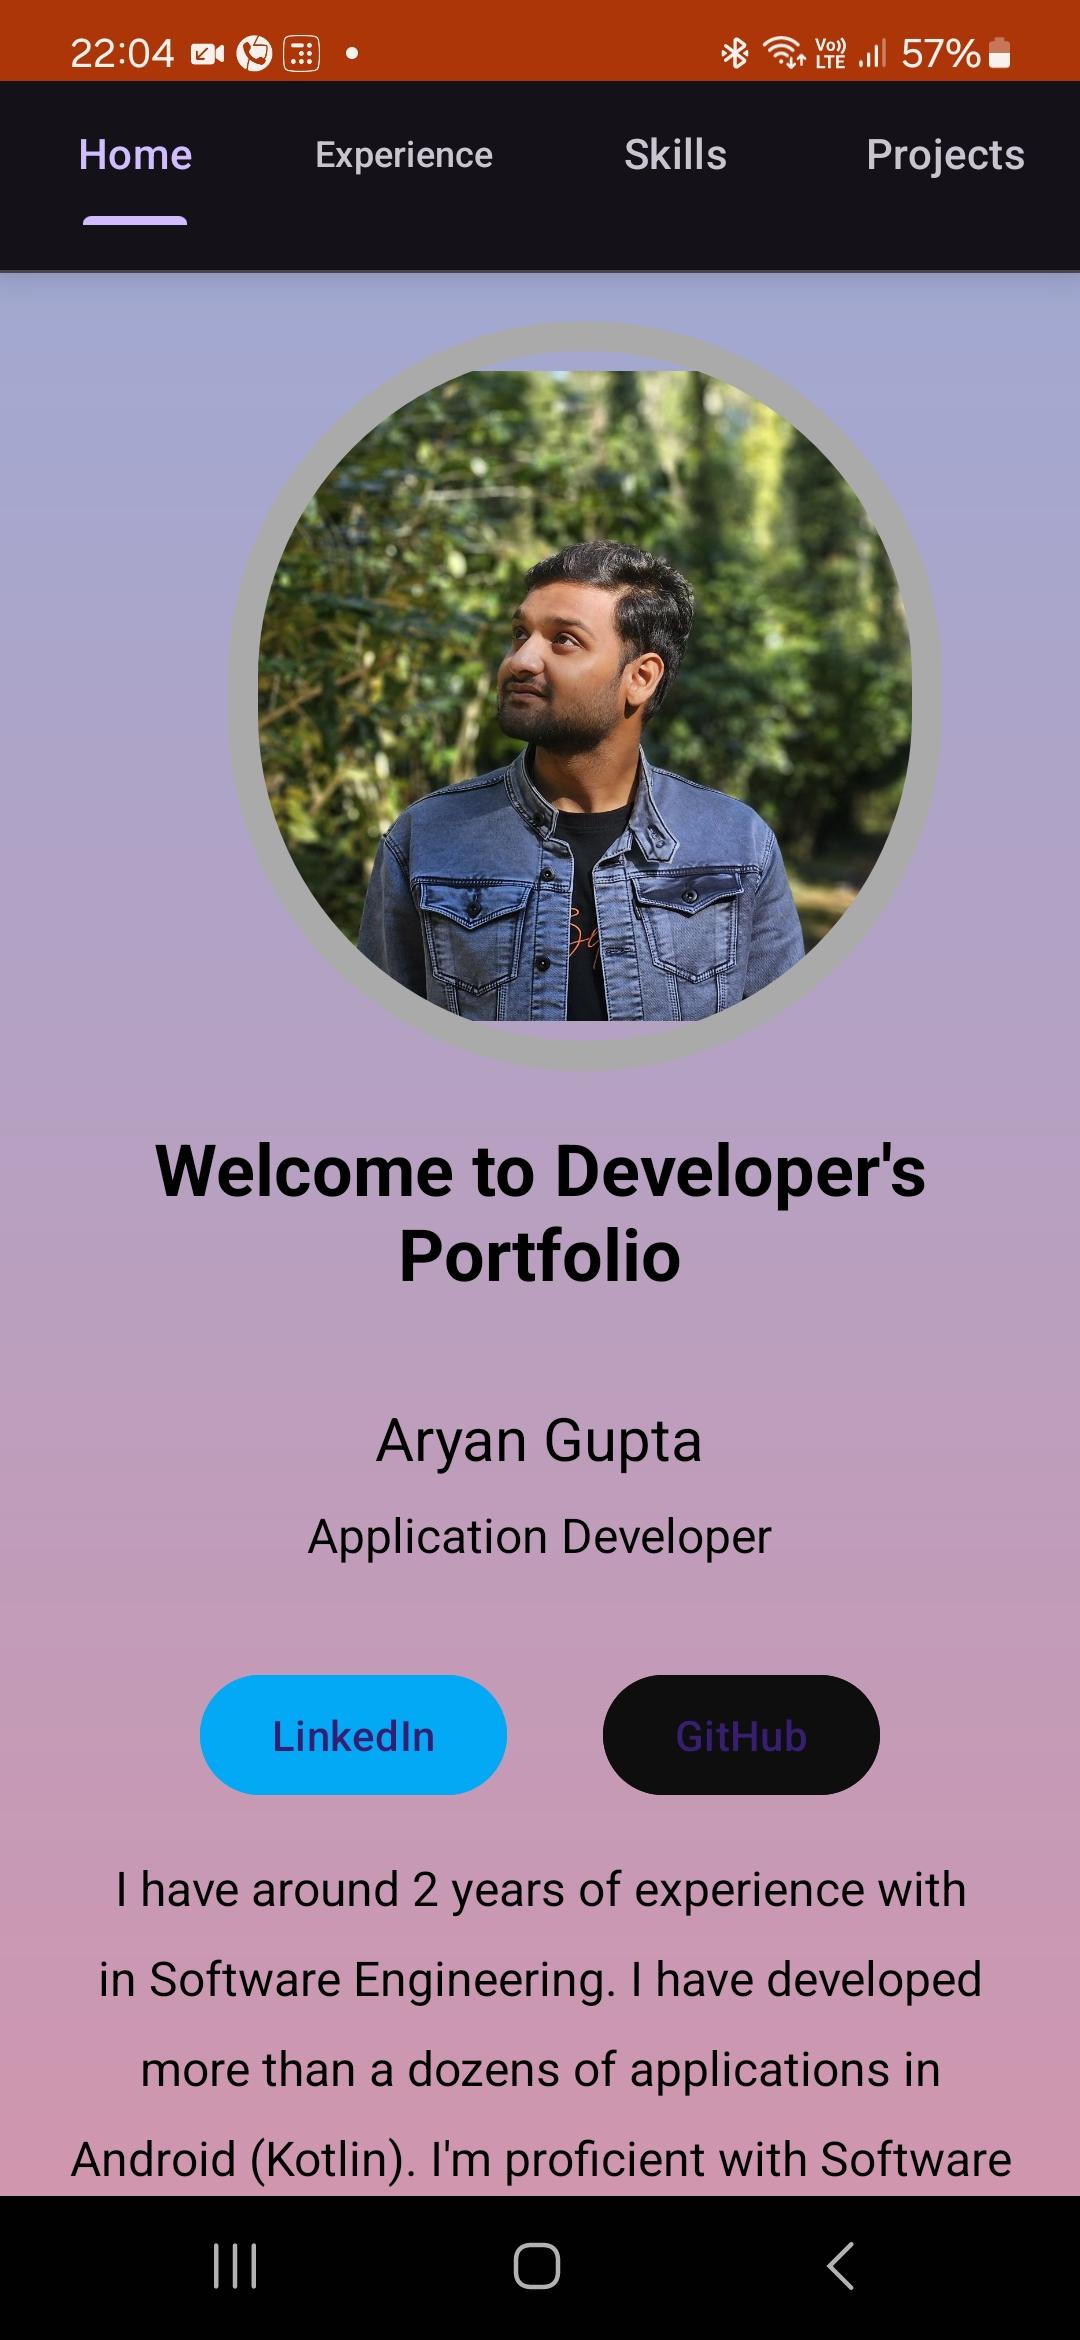 22:04
Vo)) LTE
57%
Home Experience Skills Projects
Welcome to Developer's
Portfolio
Aryan Gupta
Application Developer
LinkedIn GitHub
I have around 2 years of experience with
in Software Engineering. I have developed
more than a dozens of applications in
Android (Kotlin). I'm proficient with Software